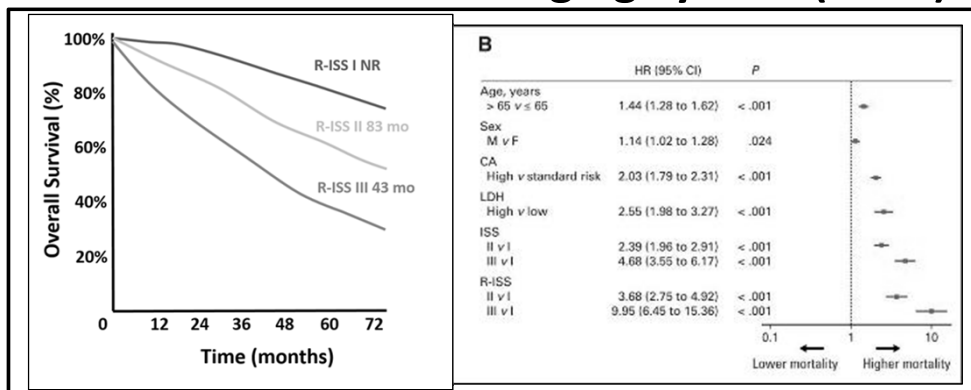 100%
80%
60%
40%
20%
0 12 24 36 48 60 72
Overall Survival (%)
Time (months)
R-ISS I NR
R-ISS II 83 mo
R-ISS III 43 mo
B
HR (95% CI) P
Age, years
> 65 v ≤ 65 1.44 (1.28 to 1.62) < .001
Sex
M v F 1.14 (1.02 to 1.28) .024
CA
High v standard risk 2.03 (1.79 to 2.31) < .001
LDH
High v low 2.55 (1.98 to 3.27) < .001
ISS
II v I 2.39 (1.96 to 2.91) < .001
III v I 4.68 (3.55 to 6.17) < .001
R-ISS
II v I 3.68 (2.75 to 4.92) < .001
III v I 9.95 (6.45 to 15.36) < .001
0.1 1 10
Lower mortality Higher mortality